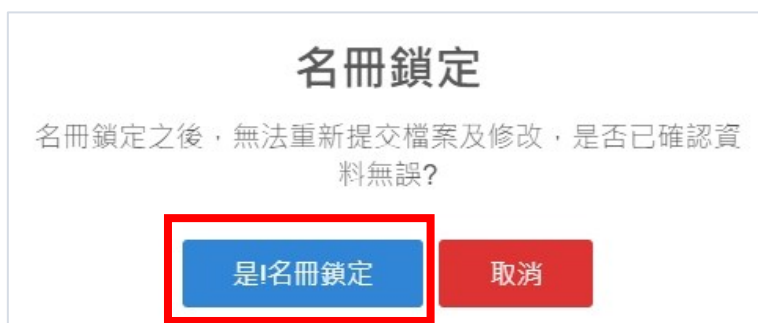 名冊鎖定
名冊鎖定之後，無法重新提交檔案及修改，是否已確認資
料無誤?
是!名冊鎖定
取消